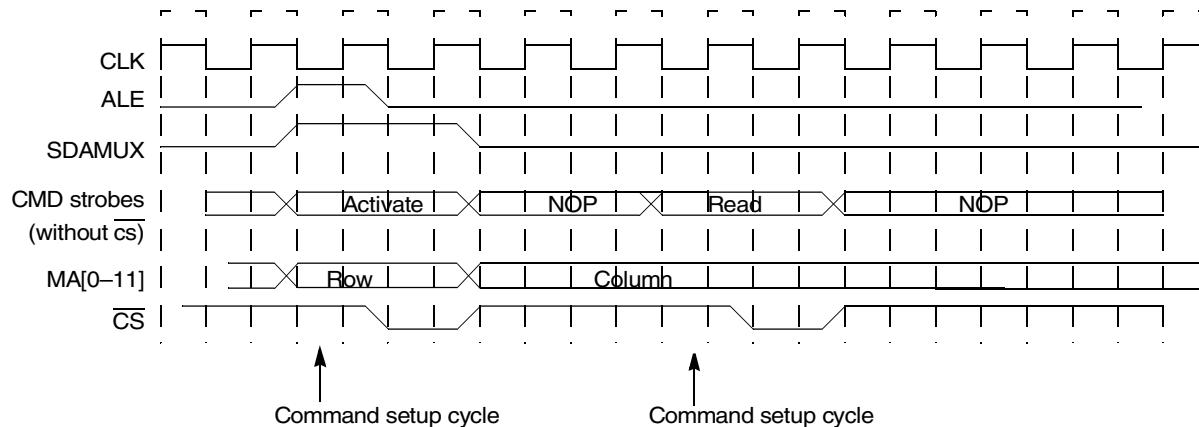 CLK
ALE
SDAMUX
CMD strobes Activate NOP Read NOP
(without cs)
MA[0–11] Row Column
CS
Command setup cycle Command setup cycle